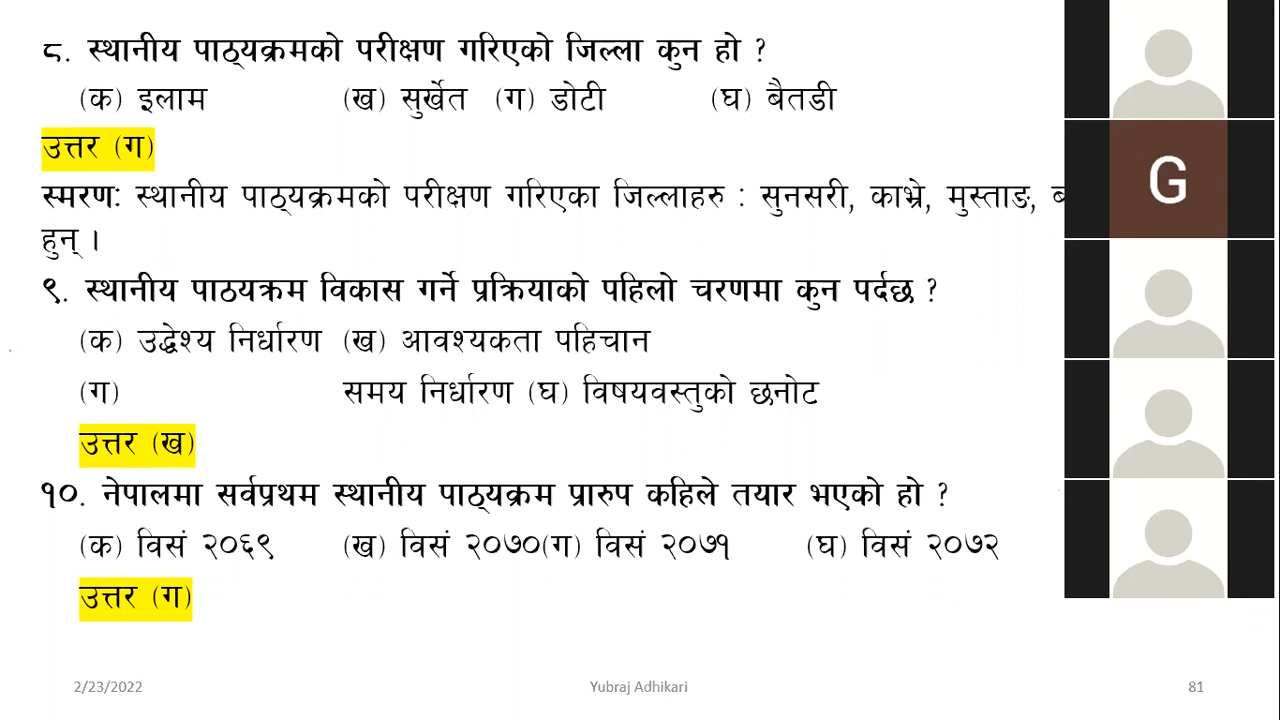 ८. स्थानीय पाठ्यक्रमको परीक्षण गरिएको जिल्ला कुन हो ?
(क) इलाम (ख) सुर्खेत (ग) डोटी (घ) बैतडी
उत्तर (ग)
स्मरणः स्थानीय पाठ्यक्रमको परीक्षण गरिएका जिल्लाहरु : सुनसरी, काभ्रे, मुस्ताङ,
हुन् ।
९. स्थानीय पाठयक्रम विकास गर्ने प्रक्रियाको पहिलो चरणमा कुन पर्दछ ?
(क) उद्धेश्य निर्धारण (ख) आवश्यकता पहिचान
(ग) समय निर्धारण (घ) विषयवस्तुको छनोट
उत्तर (ख)
१०. नेपालमा सर्वप्रथम स्थानीय पाठ्यक्रम प्रारुप कहिले तयार भएको हो ?
(क) विसं २०६९ (ख) विसं २०७०(ग) विसं २०७१ (घ) विसं २०७२
उत्तर (ग)
2/23/2022 Yubraj Adhikari 81
G